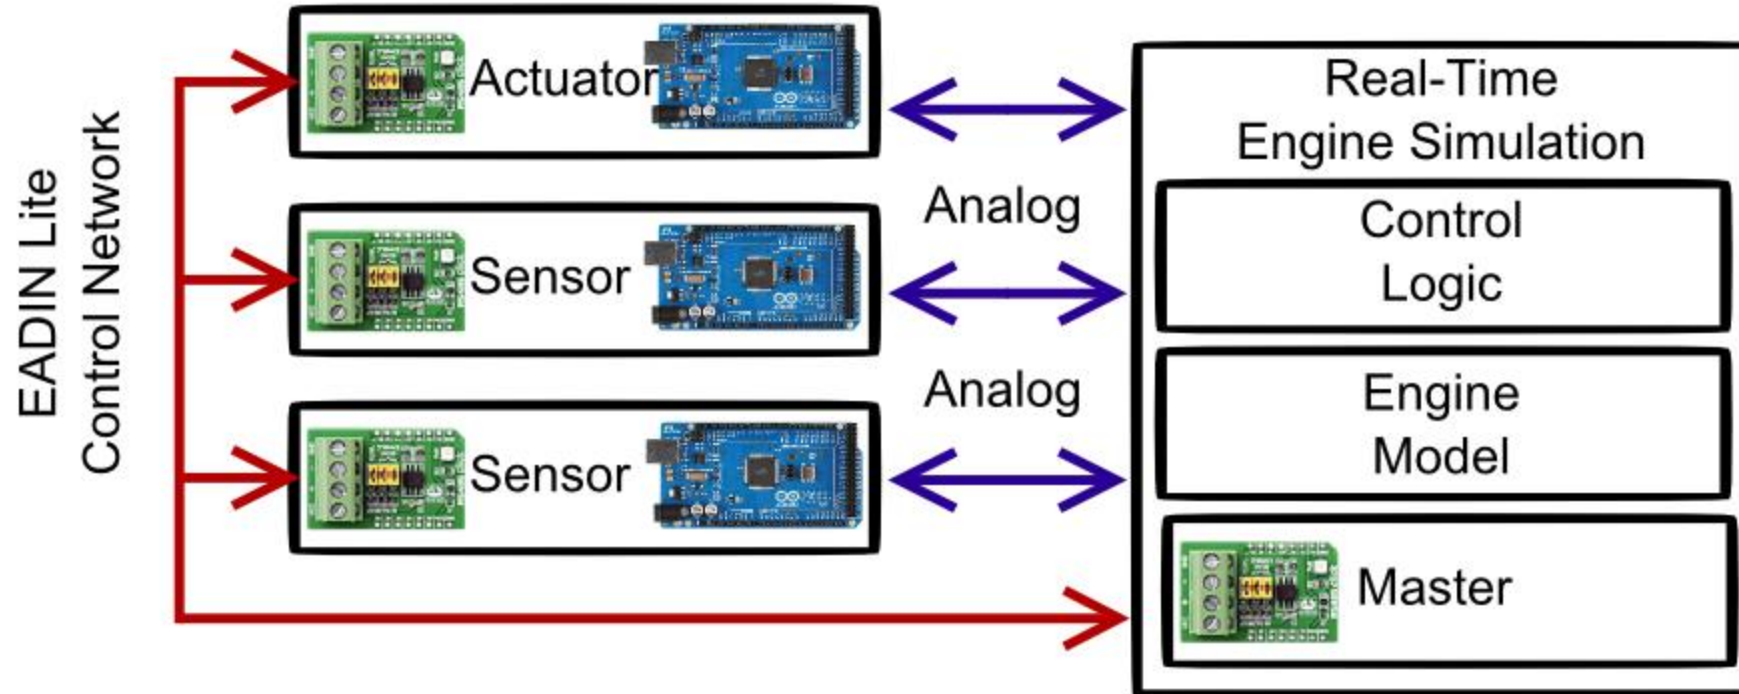 EADIN Lite
Control Network
Actuator
Sensor
Sensor
Analog
Analog
Real-Time
Engine Simulation
Control
Logic
Engine
Model
Master